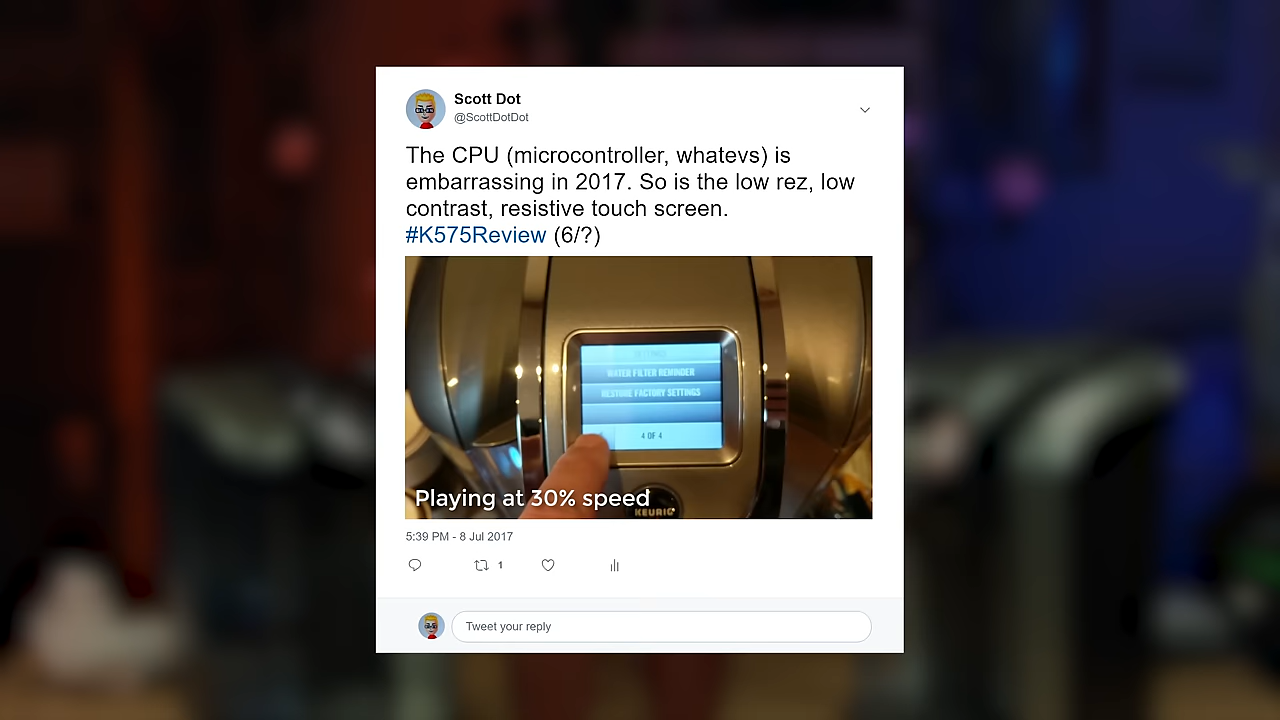 Scott Dot
@ScottDotDot
The CPU (microcontroller, whatevs) is
embarrassing in 2017. So is the low rez, low
contrast, resistive touch screen.
#K575Review (6/?)
SETTINGS
WATER FILTER REMINDER
RESTORE FACTORY SETTINGS
4 OF 4
Playing at 30% speed
KEURIG
5:39 PM - 8 Jul 2017
1
Tweet your reply